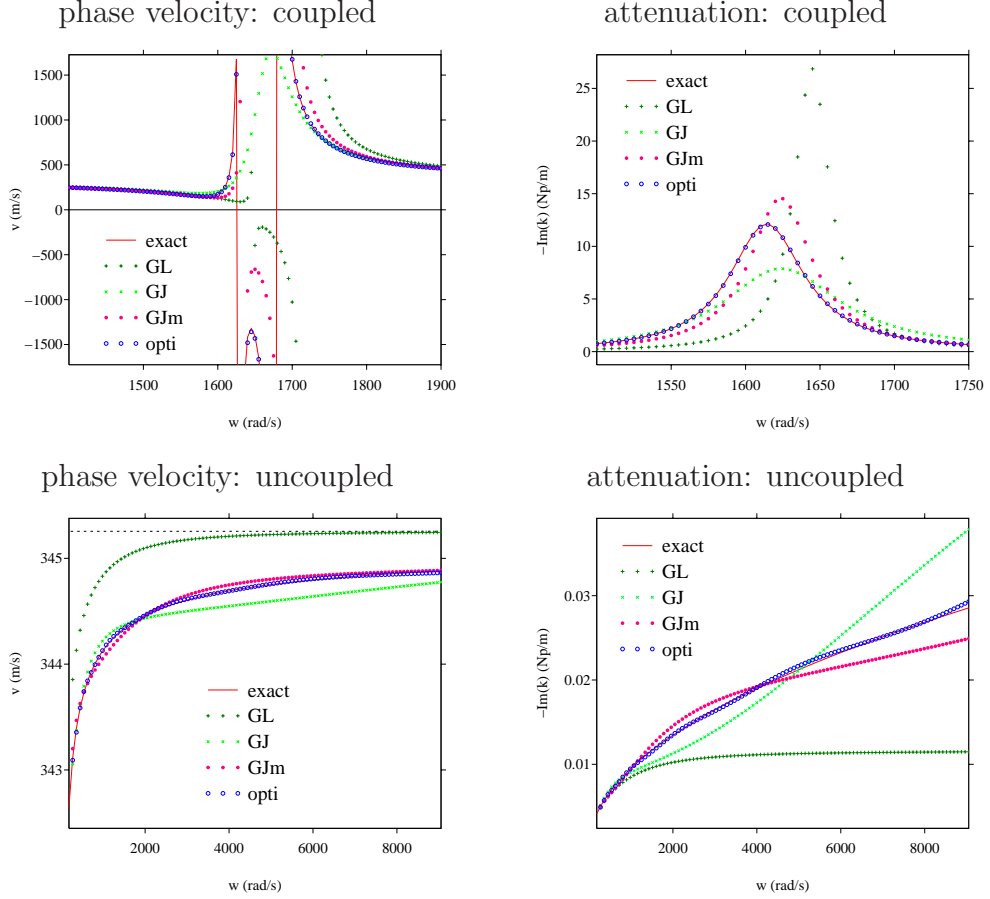 phase velocity: coupled
1500
1000
500
0
−500
−1000
−1500
v (m/s)
exact
GL
GJ
GJm
opti
1500
1600
1700
1800
1900
w (rad/s)
attenuation: coupled
25
20
15
10
5
0
−Im(k) (Np/m)
exact
GL
GJ
GJm
opti
1550
1600
1650
1700
1750
w (rad/s)
phase velocity: uncoupled
345
344
343
v (m/s)
exact
GL
GJ
GJm
opti
2000
4000
6000
8000
w (rad/s)
attenuation: uncoupled
0.03
0.02
0.01
−Im(k) (Np/m)
exact
GL
GJ
GJm
opti
2000
4000
6000
8000
w (rad/s)